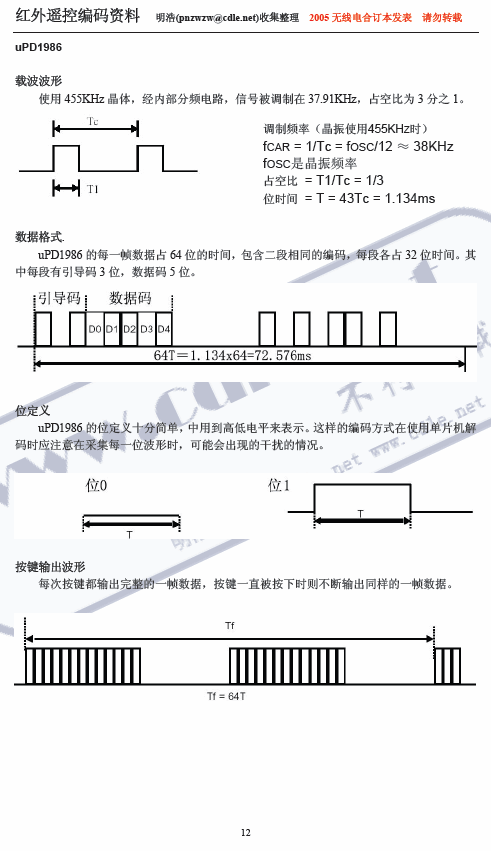 红外遥控编码资料 明浩(pnzwzw@cdle.net)收集整理 2005 无线电合订本发表 请勿转载
uPD1986
载波波形
使用 455KHz 晶体，经内部分频电路，信号被调制在 37.91KHz，占空比为 3 分之 1。
Tc
T1
调制频率（晶振使用455KHz时）
fCAR = 1/Tc = fOSC/12 ≈ 38KHz
fOSC是晶振频率
占空比 = T1/Tc = 1/3
位时间 = T = 43Tc = 1.134ms
数据格式.
uPD1986 的每一帧数据占 64 位的时间，包含二段相同的编码，每段各占 32 位时间。其
中每段有引导码 3 位，数据码 5 位。
引导码 数据码
D0 D1 D2 D3 D4
64T＝1.134x64=72.576ms
位定义
uPD1986 的位定义十分简单，中用到高低电平来表示。这样的编码方式在使用单片机解
码时应注意在采集每一位波形时，可能会出现的干扰的情况。
位0 位1
T T
按键输出波形
每次按键都输出完整的一帧数据，按键一直被按下时则不断输出同样的一帧数据。
Tf
Tf = 64T
12